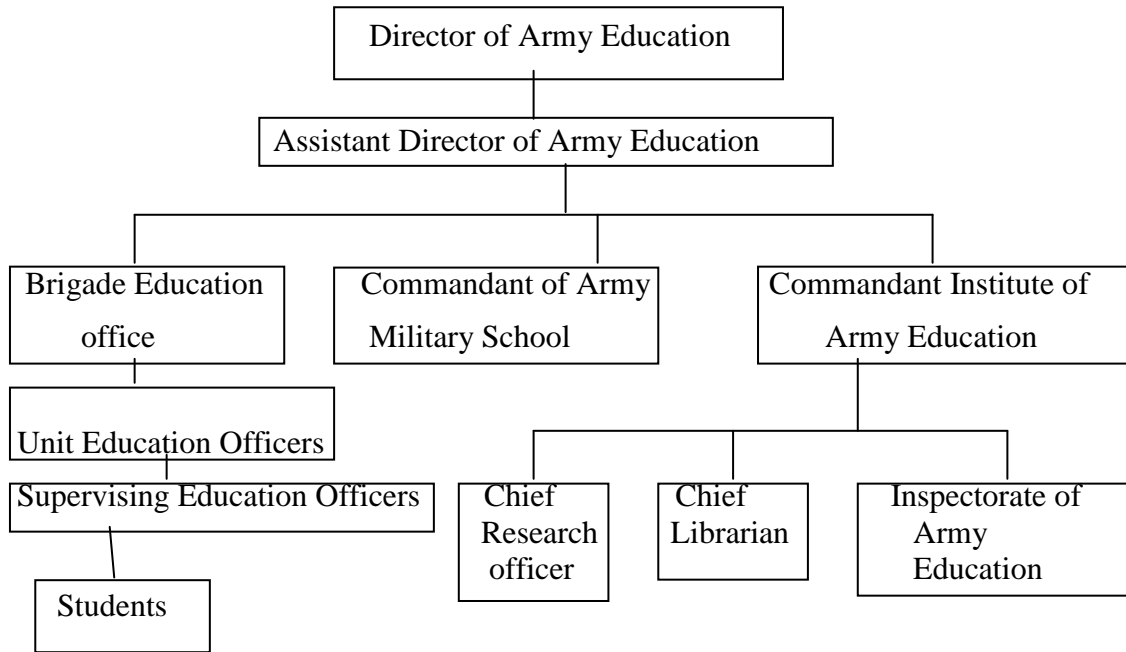 Director of Army Education
Assistant Director of Army Education
Brigade Education
office
Commandant of Army
Military School
Commandant Institute of
Army Education
Unit Education Officers
Supervising Education Officers
Students
Chief
Research
officer
Chief
Librarian
Inspectorate of
Army
Education